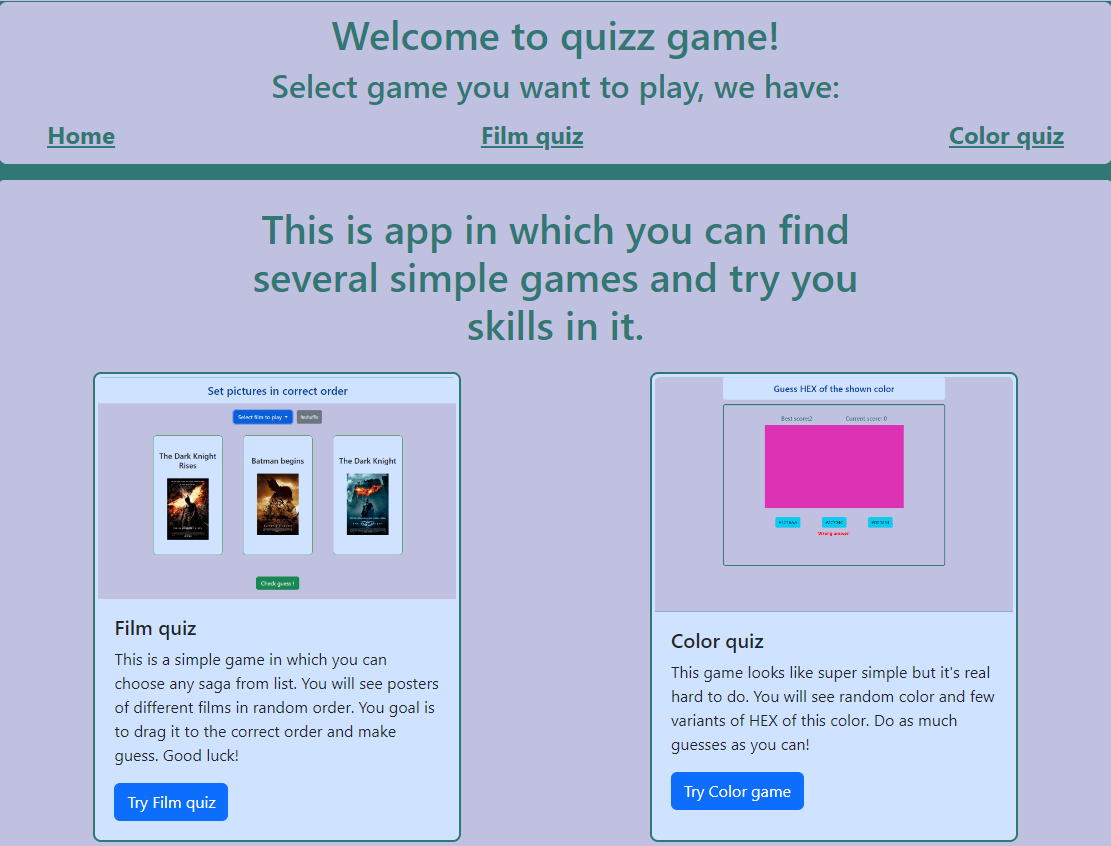 Welcome to quizz game!
Select game you want to play, we have:
Home
Film quiz
Color quiz
This is app in which you can find
several simple games and try you
skills in it.
Set pictures in correct order
Select film to play
Reshuffle
The Dark Knight
Rises
Batman begins
The Dark Knight
Check guess !
Film quiz
This is a simple game in which you can
choose any saga from list. You will see posters
of different films in random order. You goal is
to drag it to the correct order and make
guess. Good luck!
Try Film quiz
Guess HEX of the shown color
Best score:2
Current score: 0
Wrong answer
Color quiz
This game looks like super simple but it's real
hard to do. You will see random color and few
variants of HEX of this color. Do as much
guesses as you can!
Try Color game